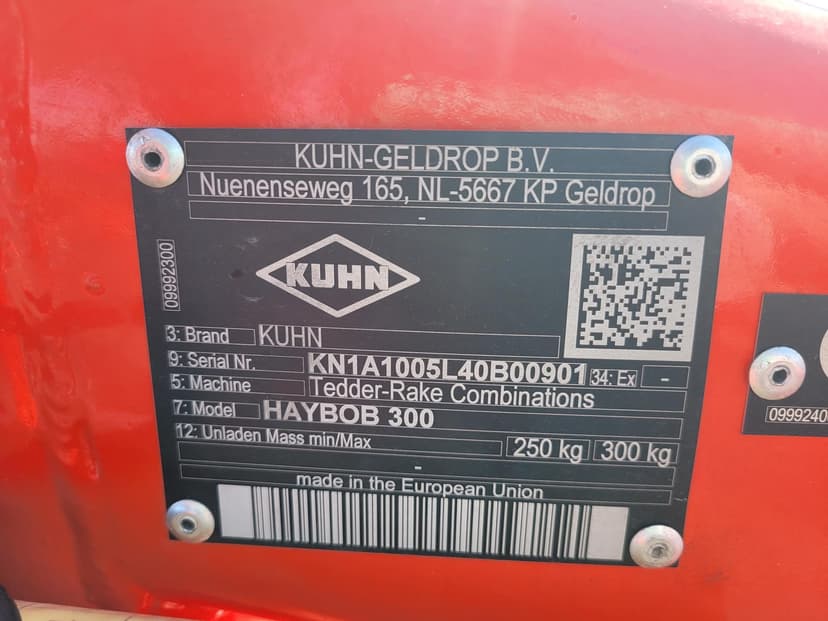 KUHN-GELDROP B.V.
Nuenenseweg 165, NL-5667 KP Geldrop
-
09992300
KUHN
3: Brand KUHN
9: Serial Nr. KN1A1005L40B00901 34: Ex -
5: Machine Tedder-Rake Combinations
7: Model HAYBOB 300
12: Unladen Mass min/Max 250 kg 300 kg
-
made in the European Union